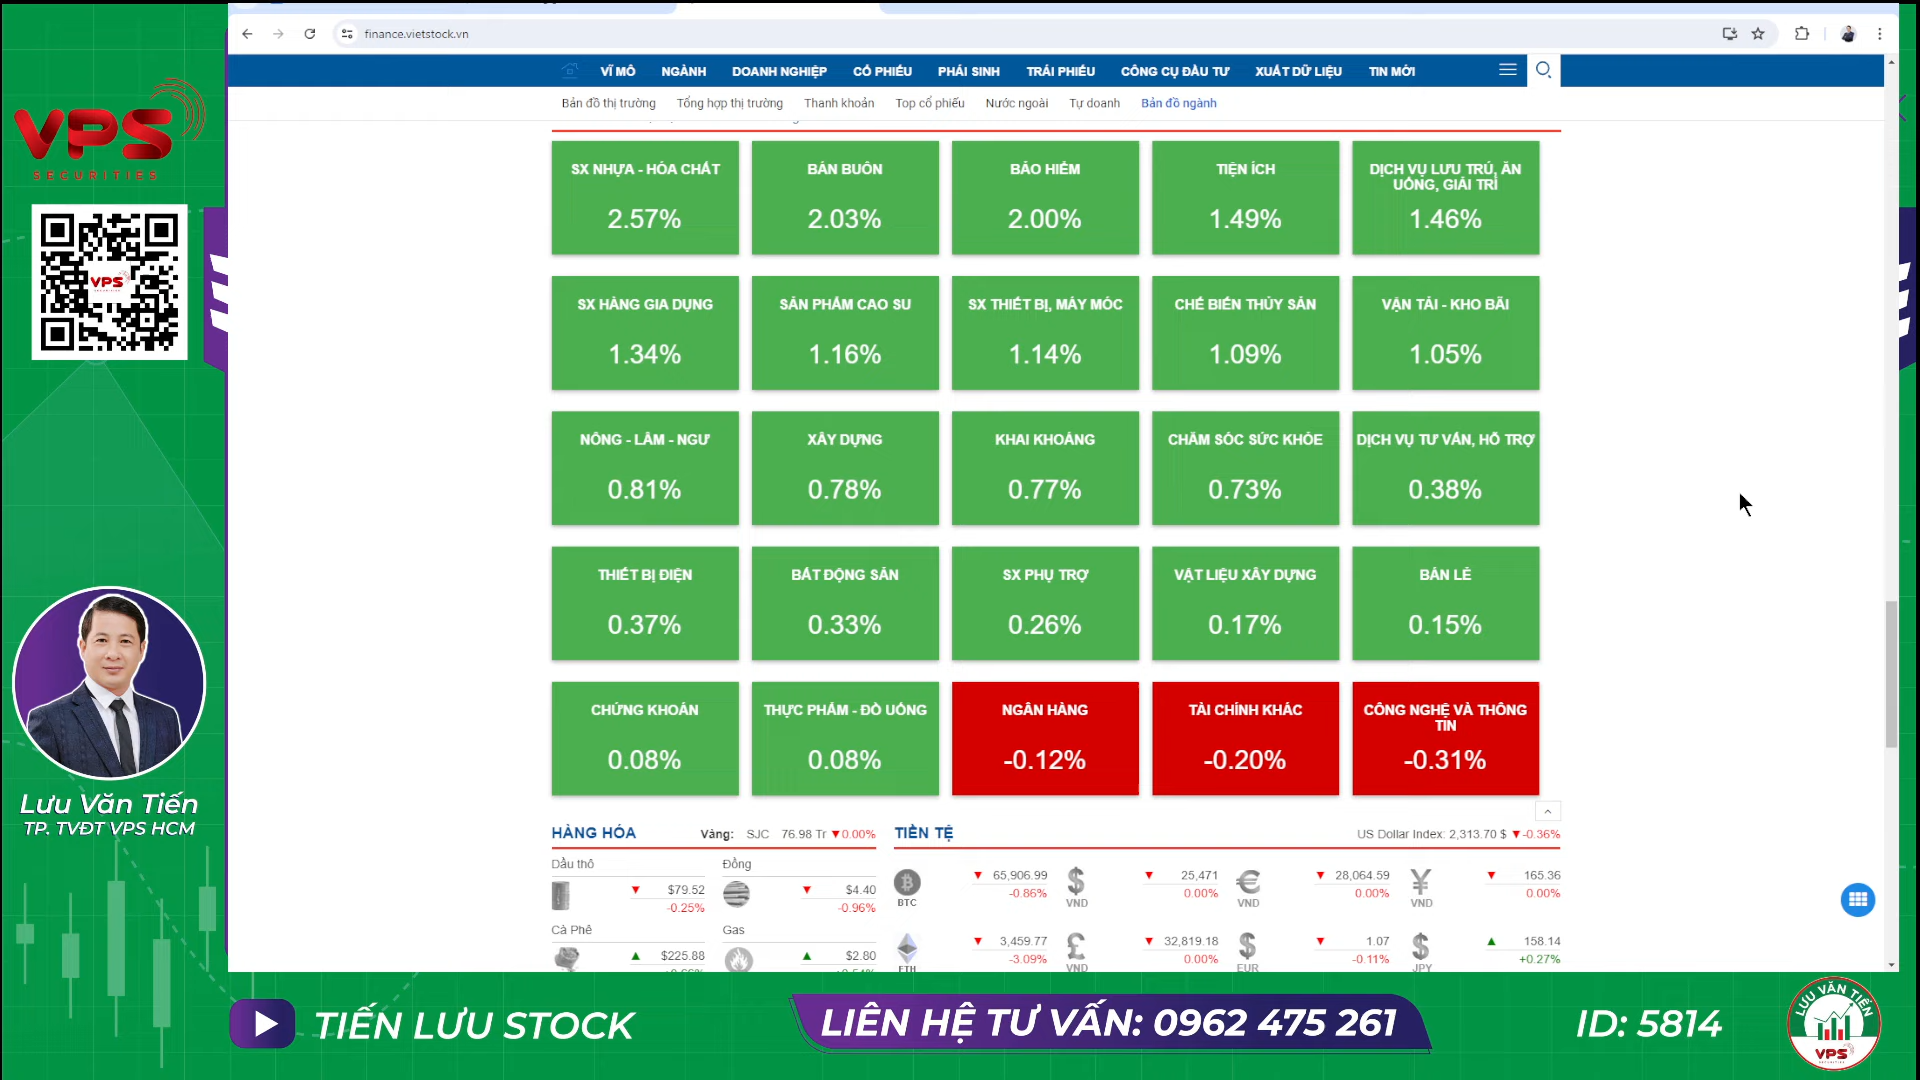 finance.vietstock.vn
VĨ MÔ NGÀNH DOANH NGHIỆP CỔ PHIẾU PHÁI SINH TRÁI PHIẾU CÔNG CỤ ĐẦU TƯ XUẤT DỮ LIỆU TIN MỚI
Bản đồ thị trường Tổng hợp thị trường Thanh khoản Top cổ phiếu Nước ngoài Tự doanh Bản đồ ngành
VPS
SECURITIES
VPS
SX NHỰA - HÓA CHẤT
2.57%
BÁN BUÔN
2.03%
BẢO HIỂM
2.00%
TIỆN ÍCH
1.49%
DỊCH VỤ LƯU TRÚ, ĂN
UỐNG, GIẢI TRÍ
1.46%
SX HÀNG GIA DỤNG
1.34%
SẢN PHẨM CAO SU
1.16%
SX THIẾT BỊ, MÁY MÓC
1.14%
CHẾ BIẾN THỦY SẢN
1.09%
VẬN TẢI - KHO BÃI
1.05%
NÔNG - LÂM - NGƯ
0.81%
XÂY DỰNG
0.78%
KHAI KHOÁNG
0.77%
CHĂM SÓC SỨC KHỎE
0.73%
DỊCH VỤ TƯ VẤN, HỖ TRỢ
0.38%
THIẾT BỊ ĐIỆN
0.37%
BẤT ĐỘNG SẢN
0.33%
SX PHỤ TRỢ
0.26%
VẬT LIỆU XÂY DỰNG
0.17%
BÁN LẺ
0.15%
CHỨNG KHOÁN
0.08%
THỰC PHẨM - ĐỒ UỐNG
0.08%
NGÂN HÀNG
-0.12%
TÀI CHÍNH KHÁC
-0.20%
CÔNG NGHỆ VÀ THÔNG
TIN
-0.31%
HÀNG HÓA Vàng: SJC 76.98 Tr ▼0.00%
Dầu thô
▼ $79.52
-0.25%
Đồng
▼ $4.40
-0.96%
Cà Phê
▲ $225.88
Gas
▲ $2.80
TIỀN TỆ US Dollar Index: 2,313.70 $ ▼-0.36%
BTC
▼ 65,906.99
-0.86%
VND
▼ 25,471
0.00%
VND
▼ 28,064.59
0.00%
VND
▼ 165.36
0.00%
ETH
▼ 3,459.77
-3.09%
VND
▼ 32,819.18
0.00%
EUR
▼ 1.07
-0.11%
JPY
▲ 158.14
+0.27%
Lưu Văn Tiến
TP. TVĐT VPS HCM
TIẾN LƯU STOCK
LIÊN HỆ TƯ VẤN: 0962 475 261
ID: 5814
LƯU VĂN TIẾN
VPS